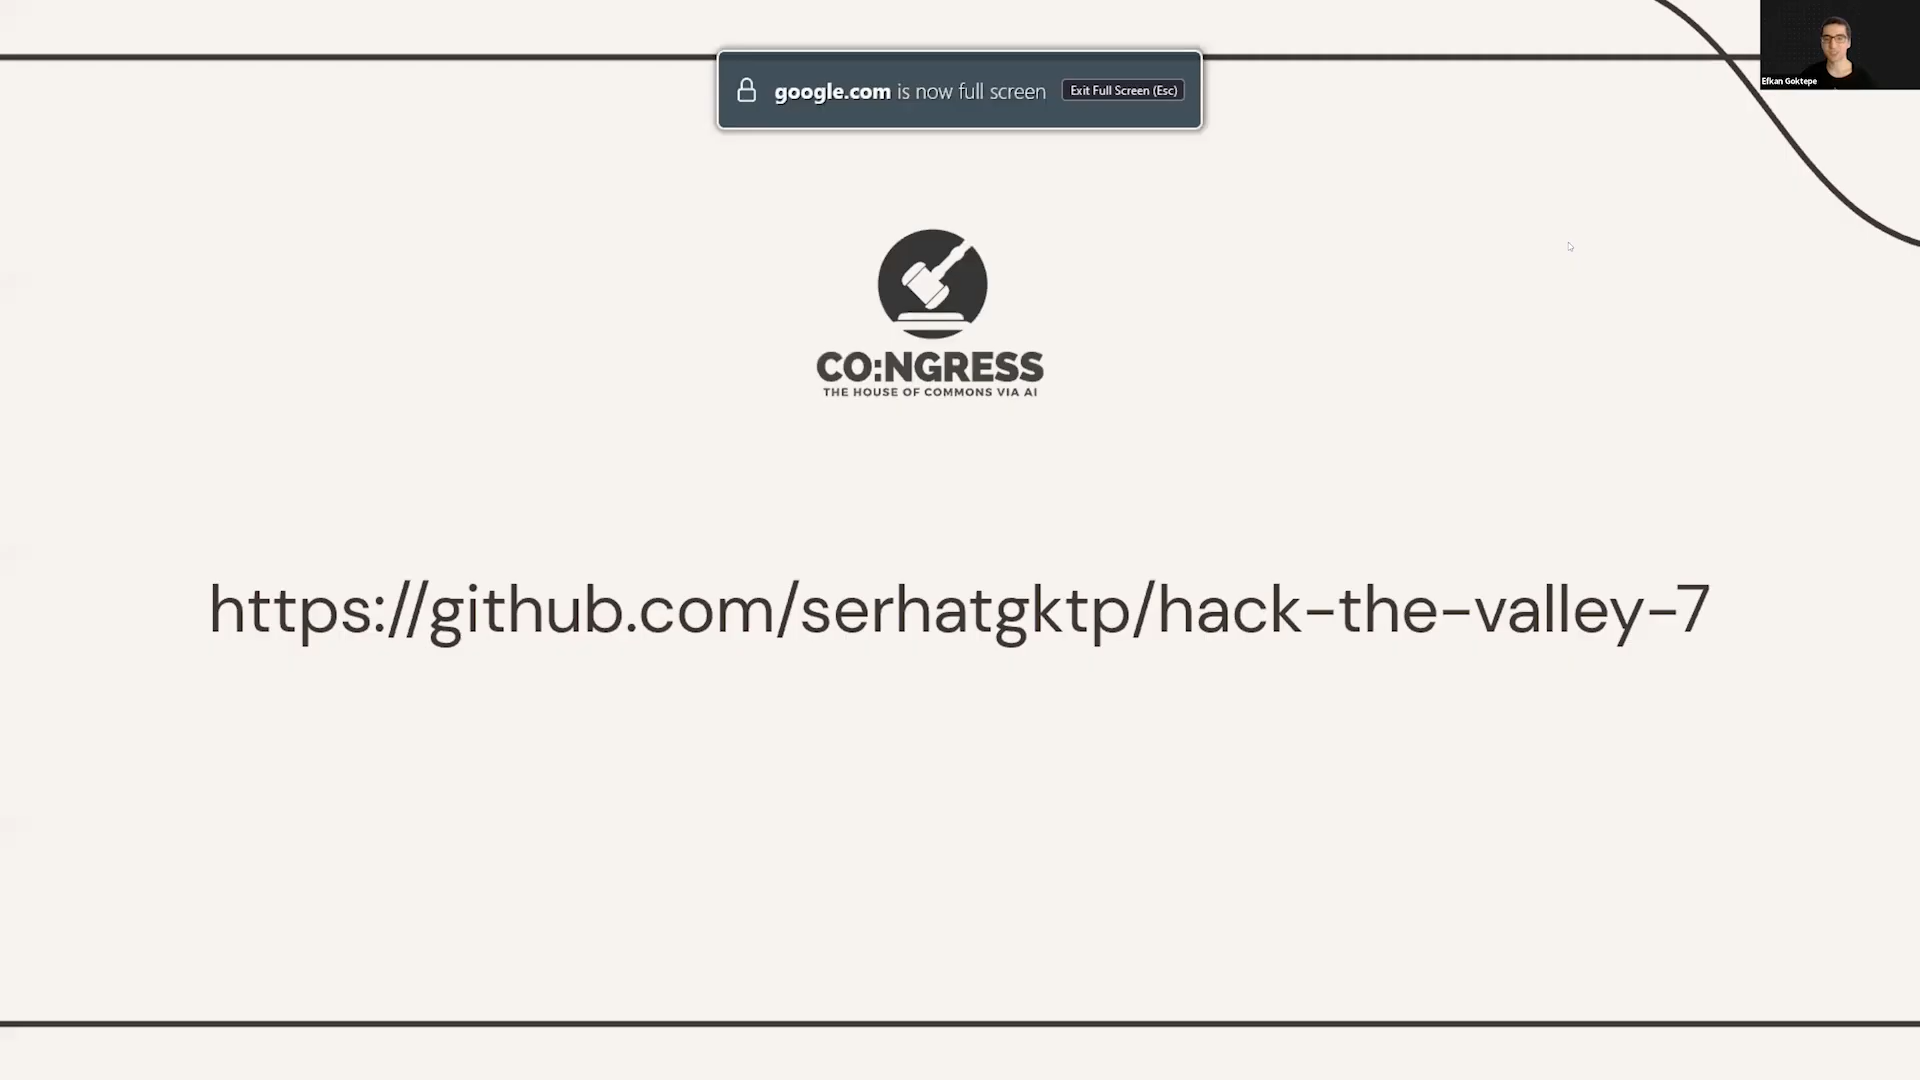 google.com is now full screen Exit Full Screen (Esc)
Efkan Goktepe
CO:NGRESS
THE HOUSE OF COMMONS VIA AI
https://github.com/serhatgktp/hack-the-valley-7